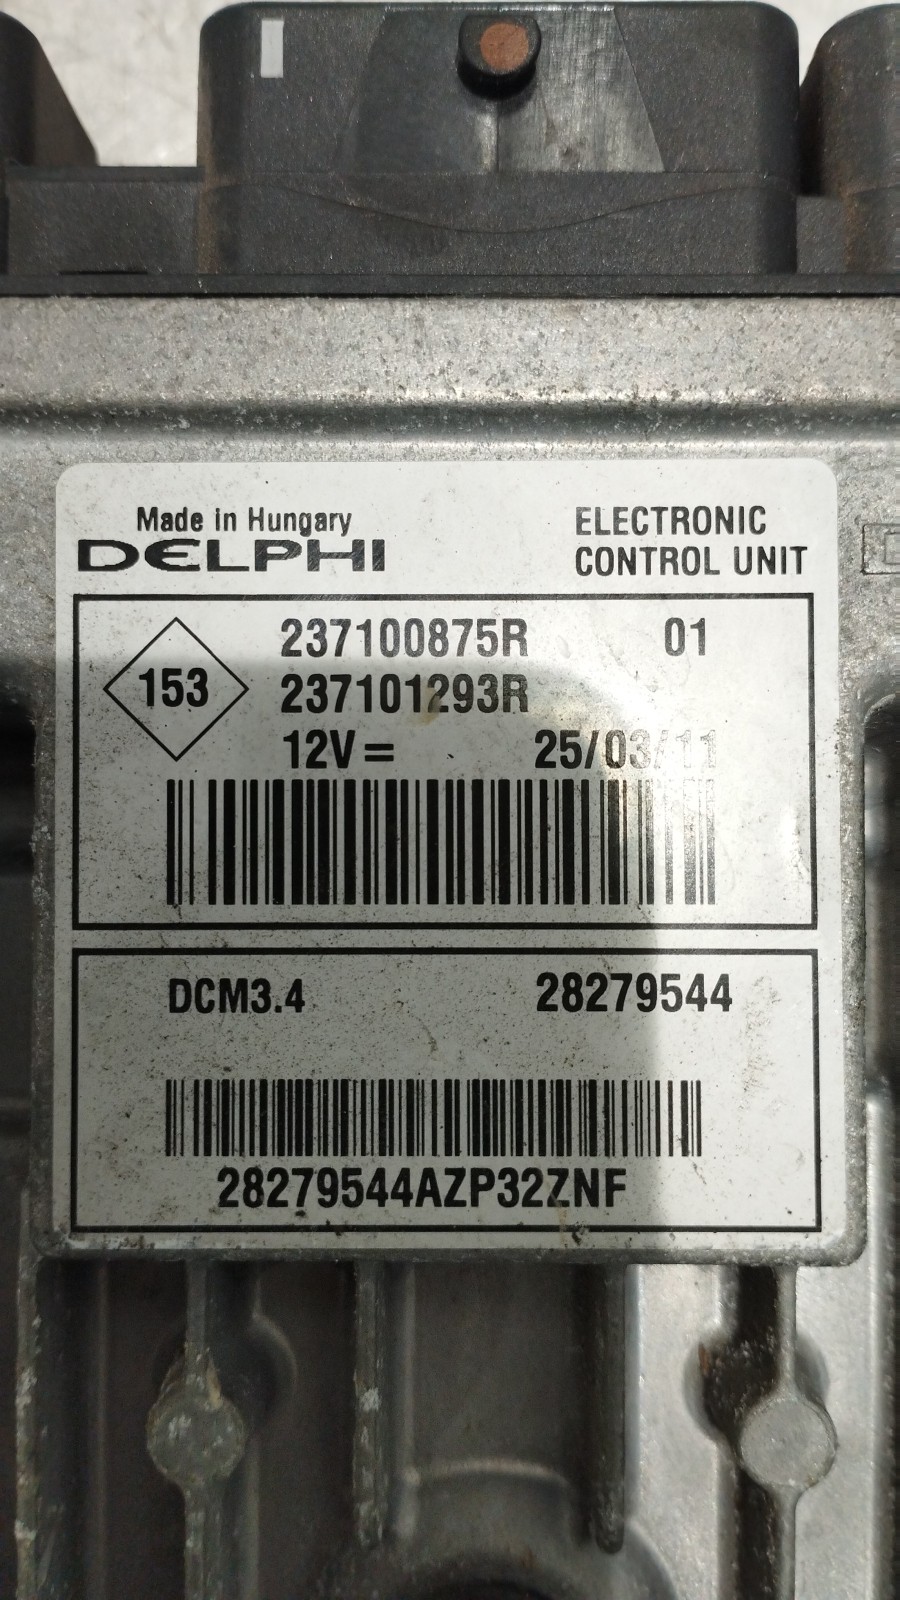 Made in Hungary
DELPHI
ELECTRONIC
CONTROL UNIT
237100875R 01
153
237101293R
12V= 25/03/11
DCM3.4 28279544
28279544AZP32ZNF